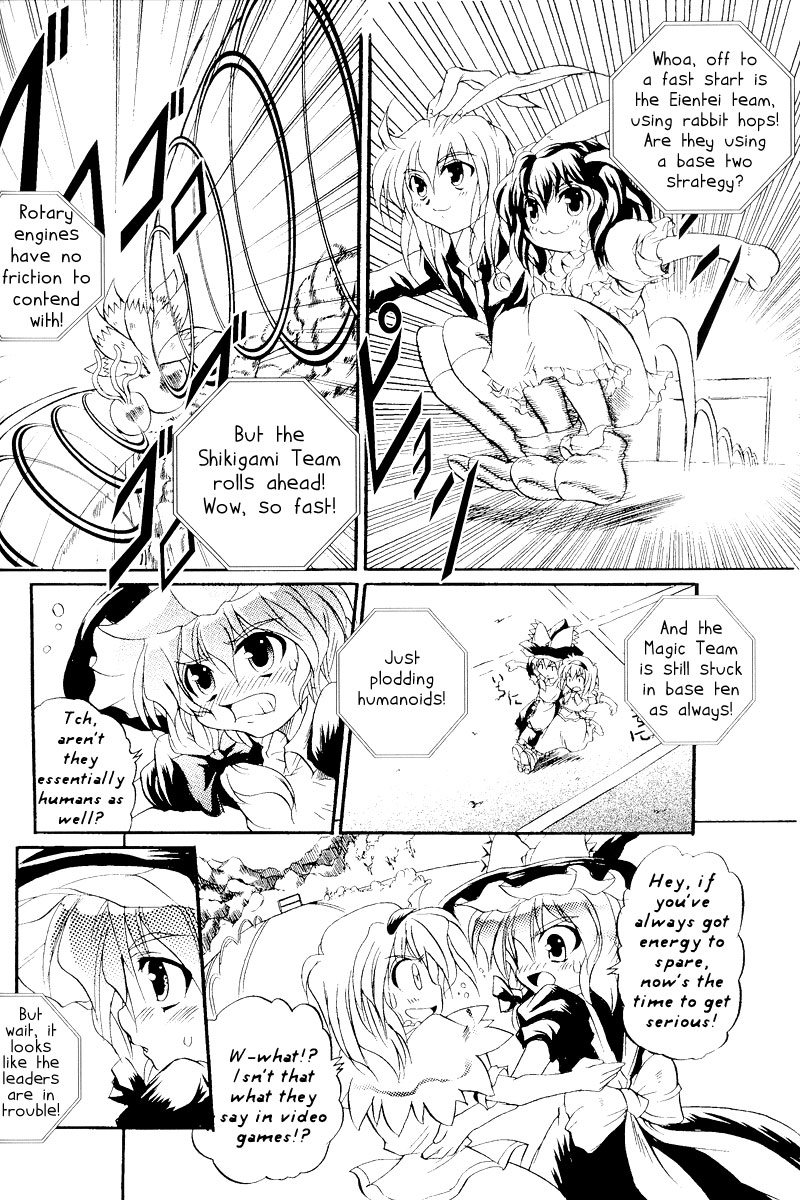 Whoa, off to
a fast start is
the Eientei team,
using rabbit hops!
Are they using
a base two
strategy?
ぴょん
Rotary
engines
have no
friction to
contend
with!
But the
Shikigami Team
rolls ahead!
Wow, so fast!
And the
Magic Team
is still stuck
in base ten
as always!
Just
plodding
humanoids!
Tch,
aren't
they
essentially
humans as
well?
Hey, if
you've
always got
energy to
spare,
now's the
time to get
serious!
W-what!?
Isn't that
what they
say in video
games!?
But
wait, it
looks
like the
leaders
are in
trouble!